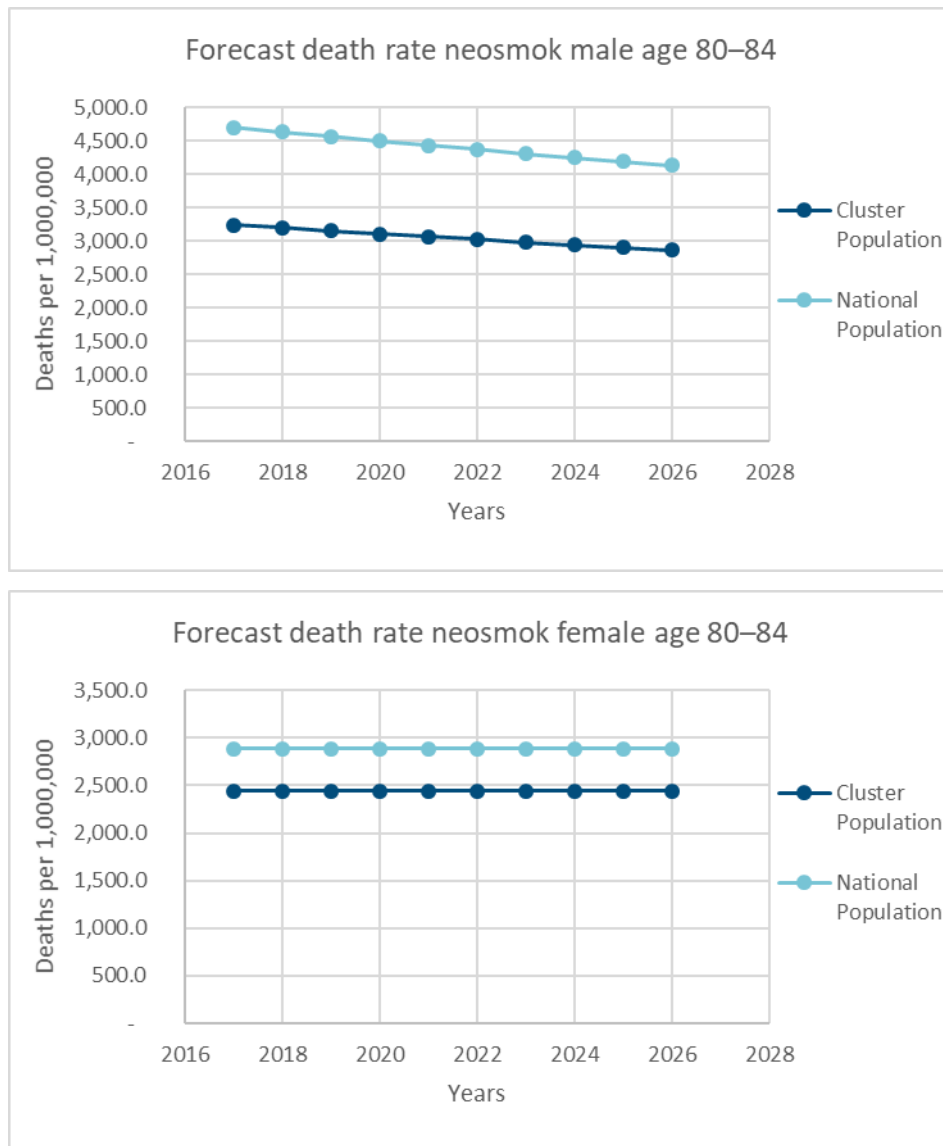 Forecast death rate neosmok male age 80–84
5,000.0
4,500.0
4,000.0
3,500.0
3,000.0
2,500.0
2,000.0
1,500.0
1,000.0
500.0
-
Deaths per 1,000,000
2016 2018 2020 2022 2024 2026 2028
Years
Cluster
Population
National
Population
Forecast death rate neosmok female age 80–84
3,500.0
3,000.0
2,500.0
2,000.0
1,500.0
1,000.0
500.0
-
Deaths per 1,000,000
2016 2018 2020 2022 2024 2026 2028
Years
Cluster
Population
National
Population